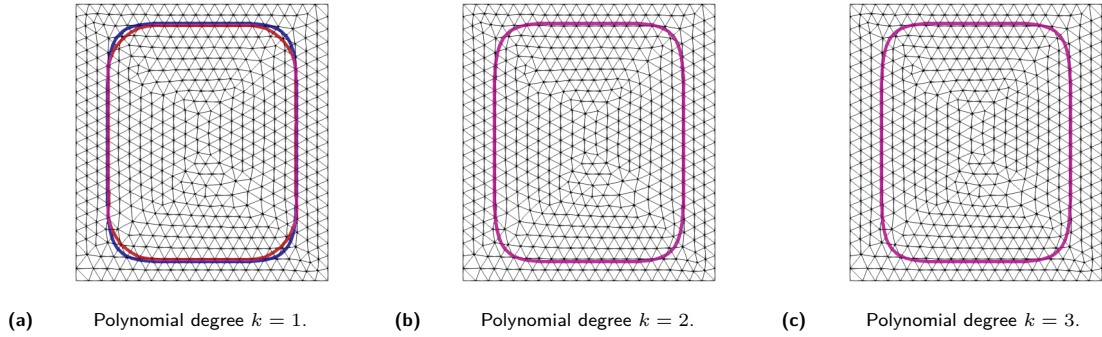 (a) Polynomial degree k = 1.
(b) Polynomial degree k = 2.
(c) Polynomial degree k = 3.